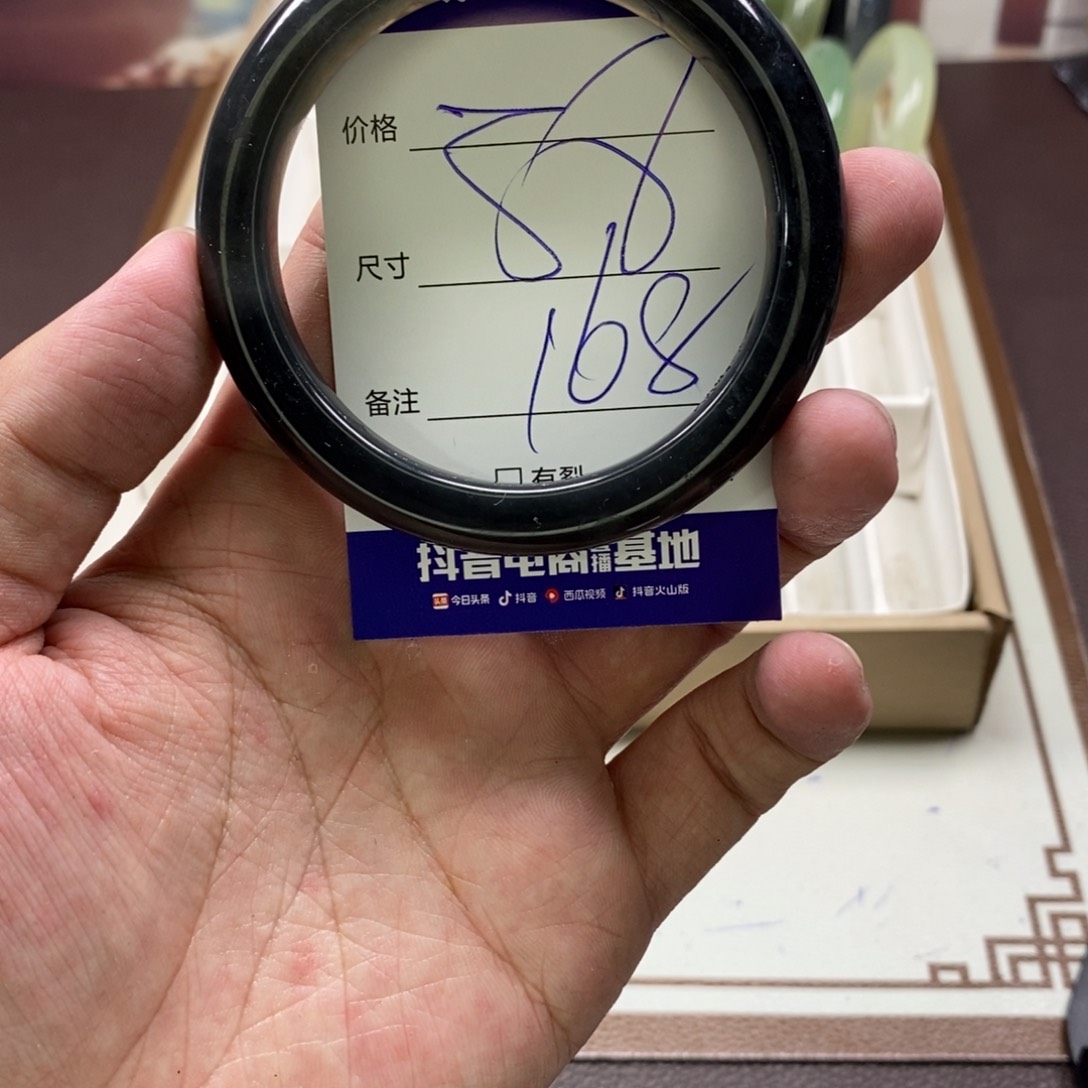 价格
58
尺寸
168
备注
□ 有裂
抖音电商直播基地
今日头条 抖音 西瓜视频 抖音火山版